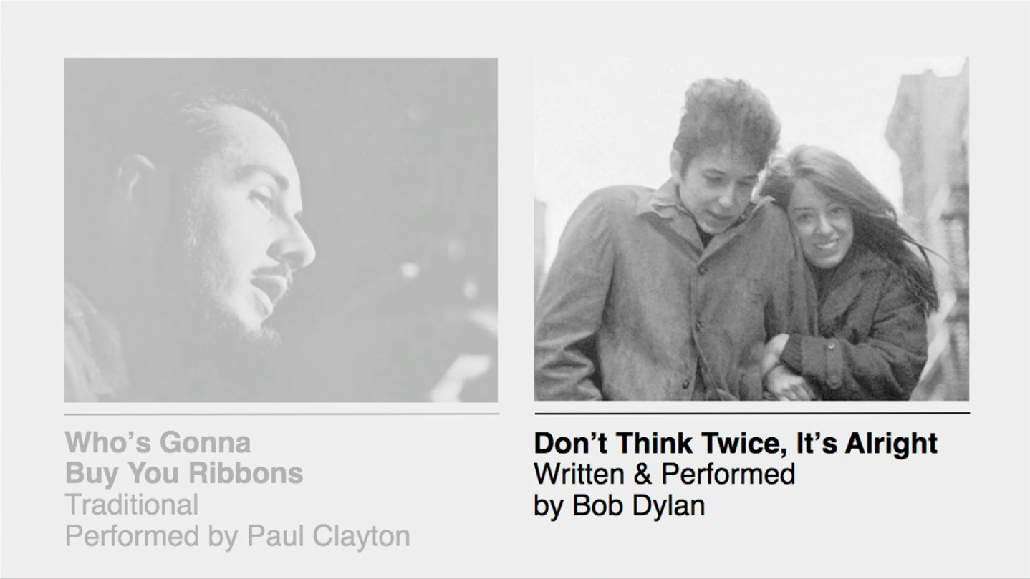 Who's Gonna
Buy You Ribbons
Traditional
Performed by Paul Clayton
Don't Think Twice, It's Alright
Written & Performed
by Bob Dylan